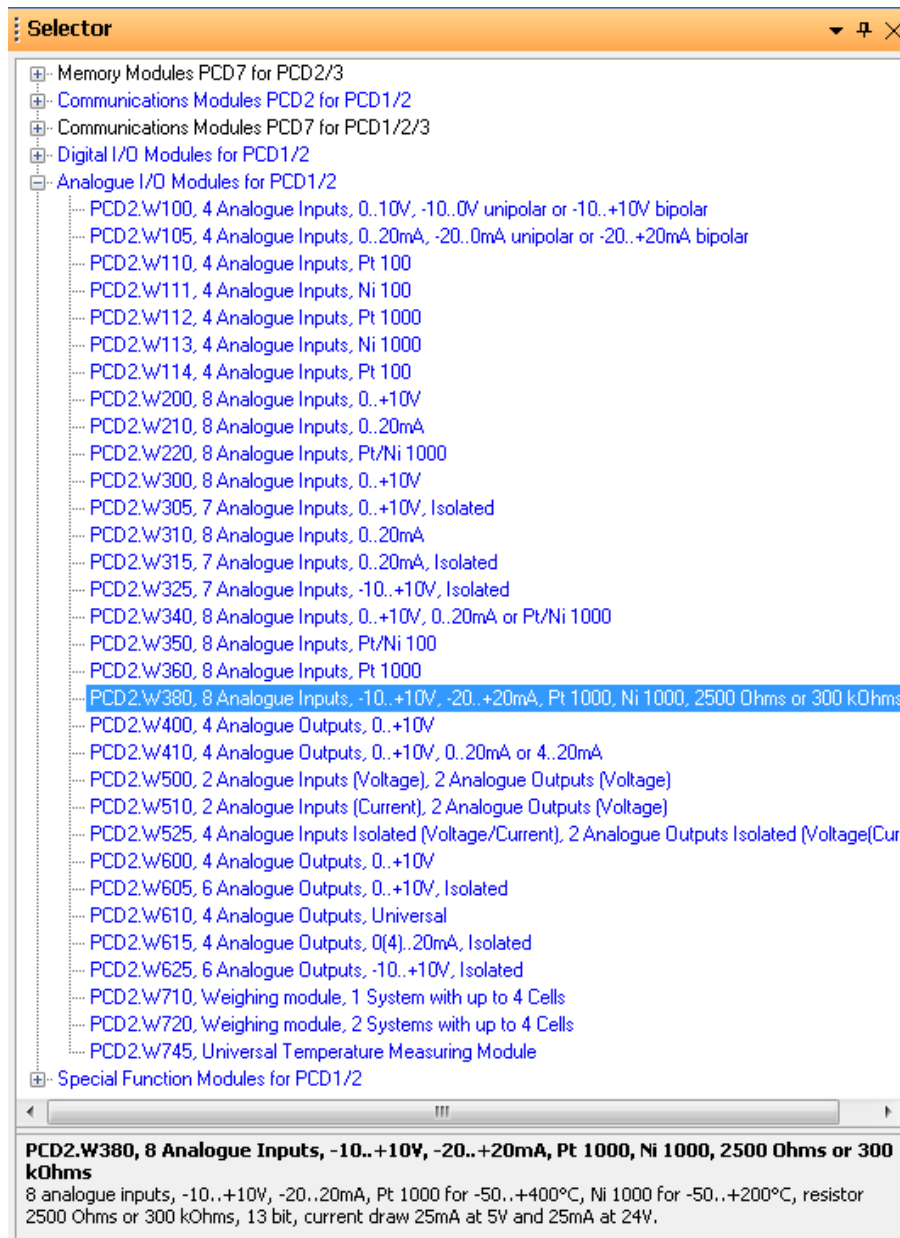 Selector
Memory Modules PCD7 for PCD2/3
Communications Modules PCD2 for PCD1/2
Communications Modules PCD7 for PCD1/2/3
Digital I/O Modules for PCD1/2
Analogue I/O Modules for PCD1/2
PCD2.W100, 4 Analogue Inputs, 0..10V, -10..0V unipolar or -10..+10V bipolar
PCD2.W105, 4 Analogue Inputs, 0..20mA, -20..0mA unipolar or -20..+20mA bipolar
PCD2.W110, 4 Analogue Inputs, Pt 100
PCD2.W111, 4 Analogue Inputs, Ni 100
PCD2.W112, 4 Analogue Inputs, Pt 1000
PCD2.W113, 4 Analogue Inputs, Ni 1000
PCD2.W114, 4 Analogue Inputs, Pt 100
PCD2.W200, 8 Analogue Inputs, 0..+10V
PCD2.W210, 8 Analogue Inputs, 0..20mA
PCD2.W220, 8 Analogue Inputs, Pt/Ni 1000
PCD2.W300, 8 Analogue Inputs, 0..+10V
PCD2.W305, 7 Analogue Inputs, 0..+10V, Isolated
PCD2.W310, 8 Analogue Inputs, 0..20mA
PCD2.W315, 7 Analogue Inputs, 0..20mA, Isolated
PCD2.W325, 7 Analogue Inputs, -10..+10V, Isolated
PCD2.W340, 8 Analogue Inputs, 0..+10V, 0..20mA or Pt/Ni 1000
PCD2.W350, 8 Analogue Inputs, Pt/Ni 100
PCD2.W360, 8 Analogue Inputs, Pt 1000
PCD2.W380, 8 Analogue Inputs, -10..+10V, -20..+20mA, Pt 1000, Ni 1000, 2500 Ohms or 300 kOhms
PCD2.W400, 4 Analogue Outputs, 0..+10V
PCD2.W410, 4 Analogue Outputs, 0..+10V, 0..20mA or 4..20mA
PCD2.W500, 2 Analogue Inputs (Voltage), 2 Analogue Outputs (Voltage)
PCD2.W510, 2 Analogue Inputs (Current), 2 Analogue Outputs (Voltage)
PCD2.W525, 4 Analogue Inputs Isolated (Voltage/Current), 2 Analogue Outputs Isolated (Voltage(Cur
PCD2.W600, 4 Analogue Outputs, 0..+10V
PCD2.W605, 6 Analogue Outputs, 0..+10V, Isolated
PCD2.W610, 4 Analogue Outputs, Universal
PCD2.W615, 4 Analogue Outputs, 0(4)..20mA, Isolated
PCD2.W625, 6 Analogue Outputs, -10..+10V, Isolated
PCD2.W710, Weighing module, 1 System with up to 4 Cells
PCD2.W720, Weighing module, 2 Systems with up to 4 Cells
PCD2.W745, Universal Temperature Measuring Module
Special Function Modules for PCD1/2
PCD2.W380, 8 Analogue Inputs, -10..+10V, -20..+20mA, Pt 1000, Ni 1000, 2500 Ohms or 300
kOhms
8 analogue inputs, -10..+10V, -20..20mA, Pt 1000 for -50..+400°C, Ni 1000 for -50..+200°C, resistor
2500 Ohms or 300 kOhms, 13 bit, current draw 25mA at 5V and 25mA at 24V.